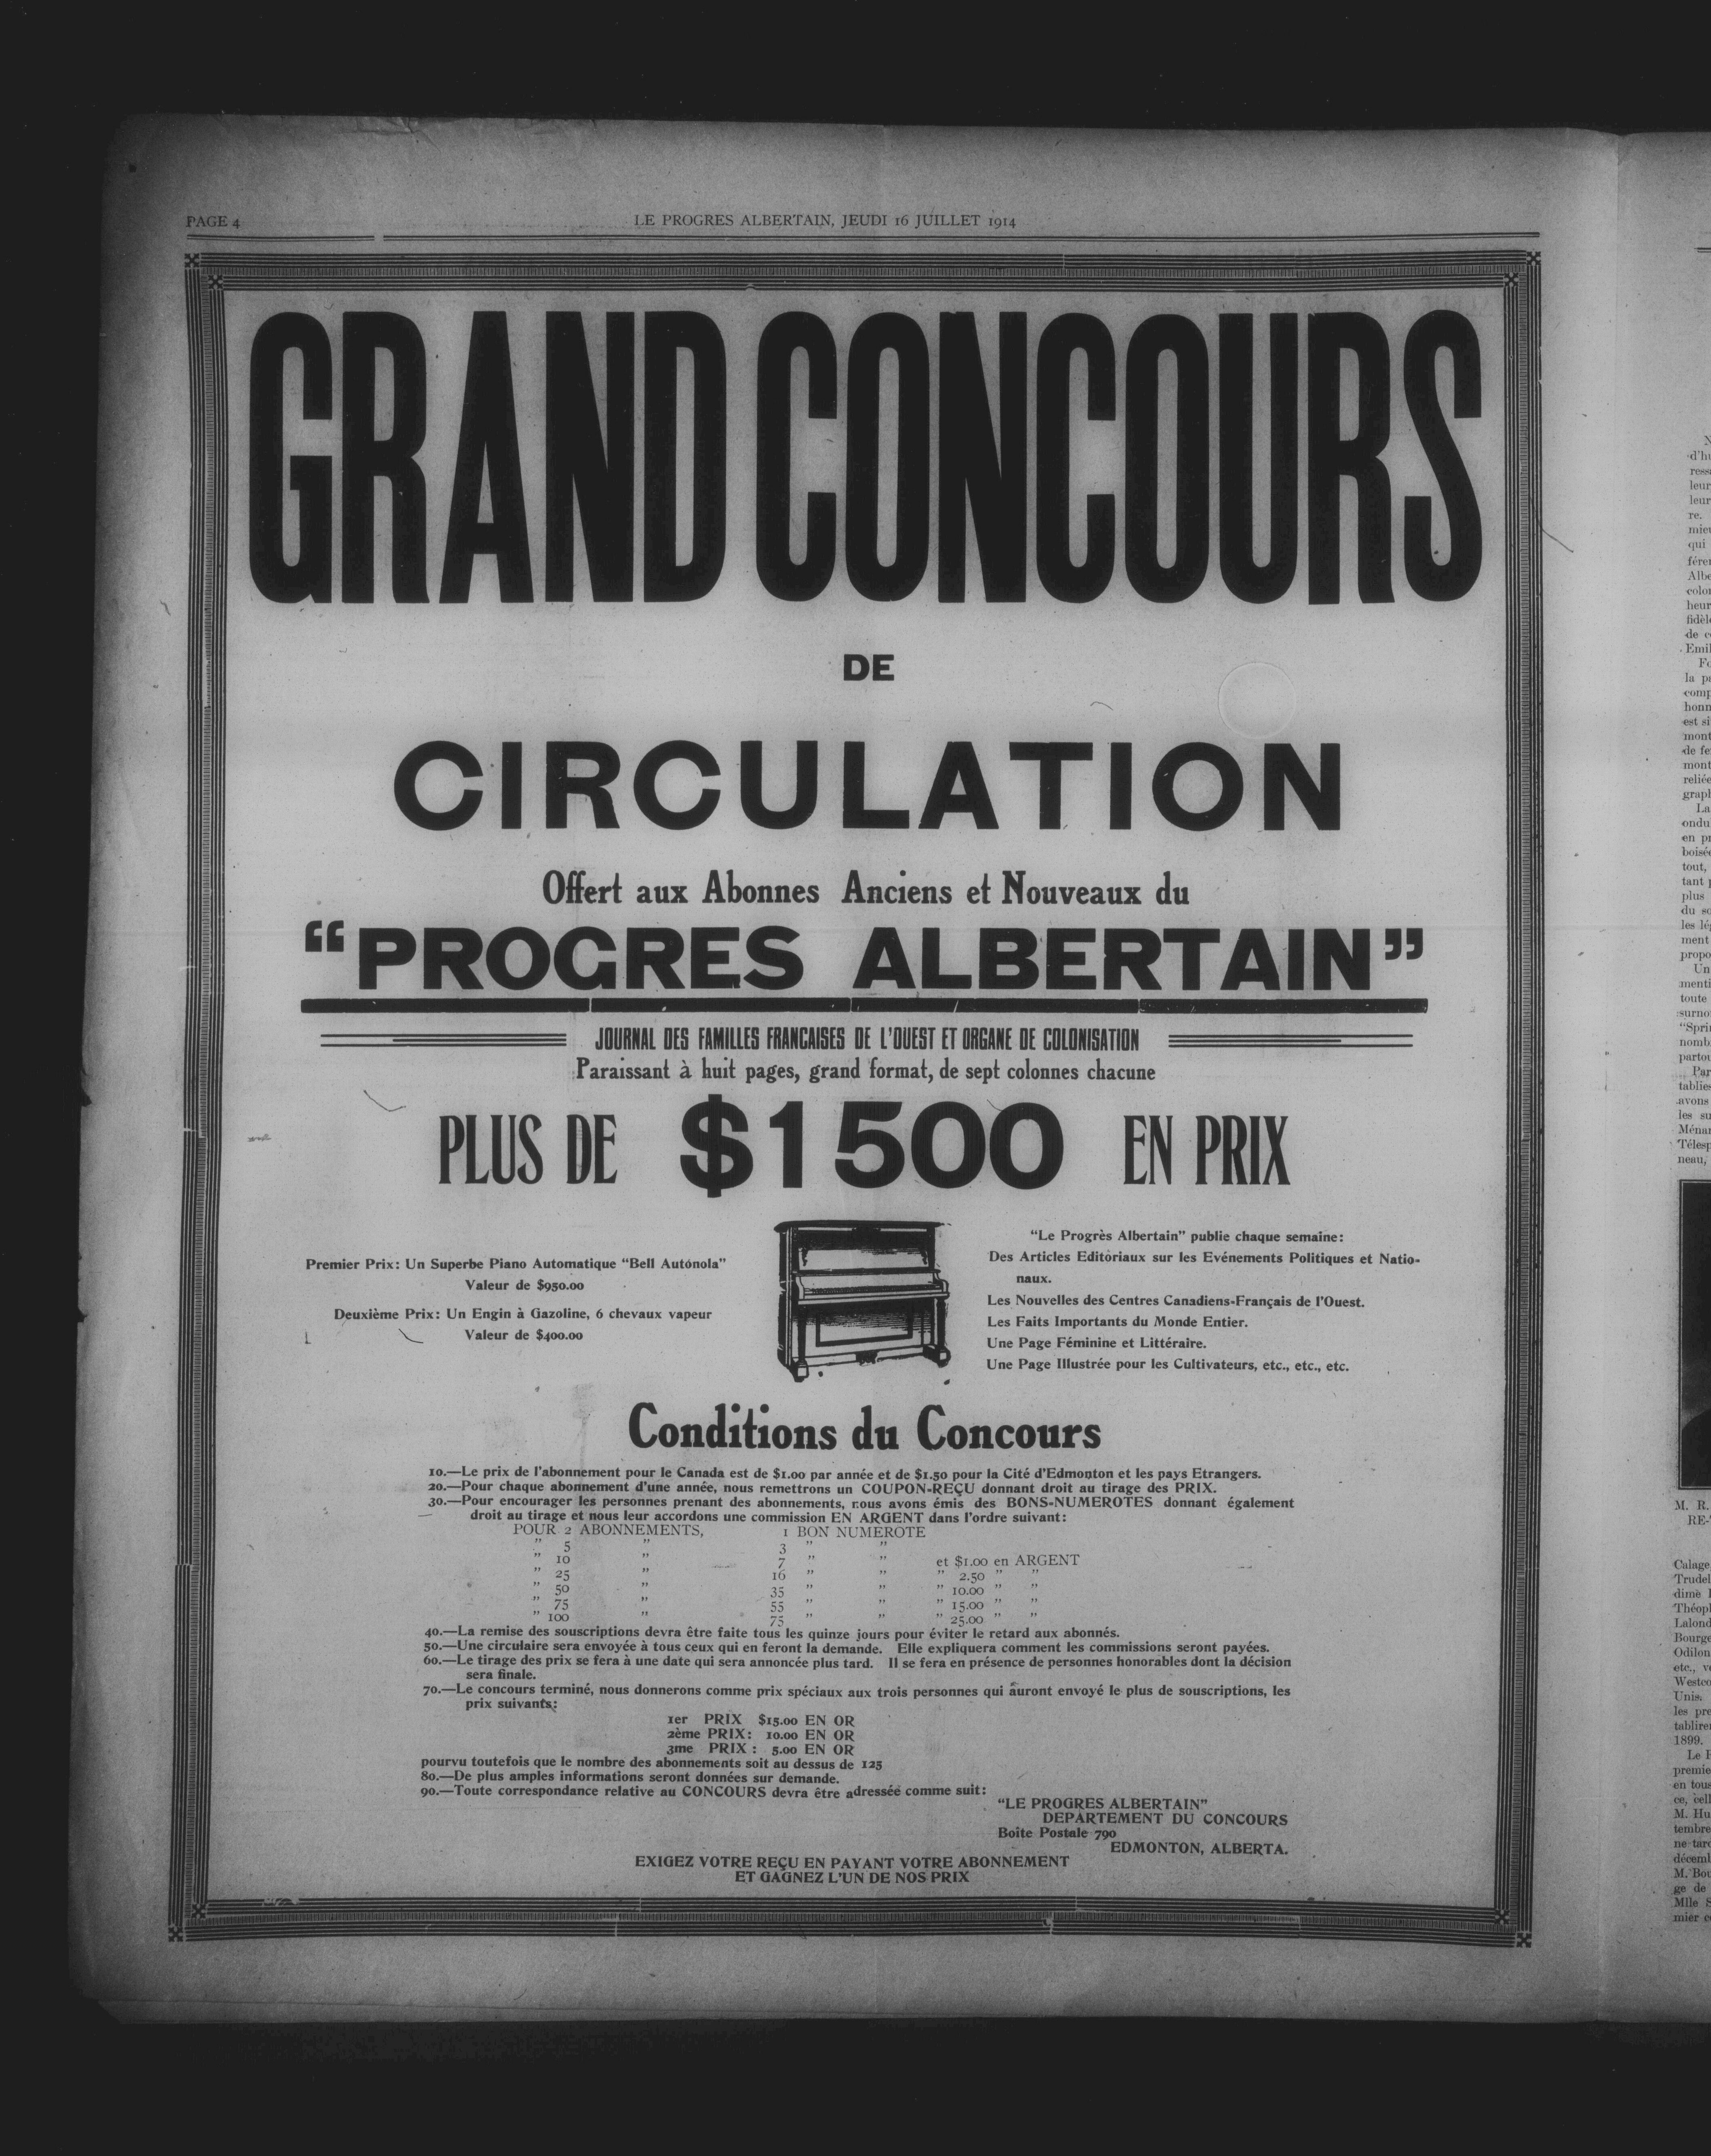 PAGE 4
LE PROGRES ALBERTAIN, JEUDI 16 JUILLET 1914
GRAND CONCOURS
DE
CIRCULATION
Offert aux Abonnes Anciens et Nouveaux du
"PROGRES ALBERTAIN"
JOURNAL DES FAMILLES FRANCAISES DE L'OUEST ET ORGANE DE COLONISATION
Paraissant à huit pages, grand format, de sept colonnes chacune
PLUS DE $1500 EN PRIX
Premier Prix: Un Superbe Piano Automatique "Bell Autonola"
Valeur de $950.00
Deuxième Prix: Un Engin à Gazoline, 6 chevaux vapeur
Valeur de $400.00
"Le Progrès Albertain" publie chaque semaine:
Des Articles Editoriaux sur les Evénements Politiques et Natio-
naux.
Les Nouvelles des Centres Canadiens-Français de l'Ouest.
Les Faits Importants du Monde Entier.
Une Page Féminine et Littéraire.
Une Page Illustrée pour les Cultivateurs, etc., etc., etc.
Conditions du Concours
10.—Le prix de l'abonnement pour le Canada est de $1.00 par année et de $1.50 pour la Cité d'Edmonton et les pays Etrangers.
20.—Pour chaque abonnement d'une année, nous remettrons un COUPON-REÇU donnant droit au tirage des PRIX.
30.—Pour encourager les personnes prenant des abonnements, nous avons émis des BONS-NUMEROTES donnant également
droit au tirage et nous leur accordons une commission EN ARGENT dans l'ordre suivant:
POUR 2 ABONNEMENTS, 1 BON NUMEROTE
" 5 " 3 " "
" 10 " 7 " " et $1.00 en ARGENT
" 25 " 16 " " " 2.50 " "
" 50 " 35 " " " 10.00 " "
" 75 " 55 " " " 15.00 " "
" 100 " 75 " " " 25.00 " "
40.—La remise des souscriptions devra être faite tous les quinze jours pour éviter le retard aux abonnés.
50.—Une circulaire sera envoyée à tous ceux qui en feront la demande. Elle expliquera comment les commissions seront payées.
60.—Le tirage des prix se fera à une date qui sera annoncée plus tard. Il se fera en présence de personnes honorables dont la décision
sera finale.
70.—Le concours terminé, nous donnerons comme prix spéciaux aux trois personnes qui auront envoyé le plus de souscriptions, les
prix suivants:
1er PRIX $15.00 EN OR
2ème PRIX: 10.00 EN OR
3me PRIX: 5.00 EN OR
pourvu toutefois que le nombre des abonnements soit au dessus de 125
80.—De plus amples informations seront données sur demande.
90.—Toute correspondance relative au CONCOURS devra être adressée comme suit:
"LE PROGRES ALBERTAIN"
DEPARTEMENT DU CONCOURS
Boîte Postale 790
EDMONTON, ALBERTA.
EXIGEZ VOTRE REÇU EN PAYANT VOTRE ABONNEMENT
ET GAGNEZ L'UN DE NOS PRIX